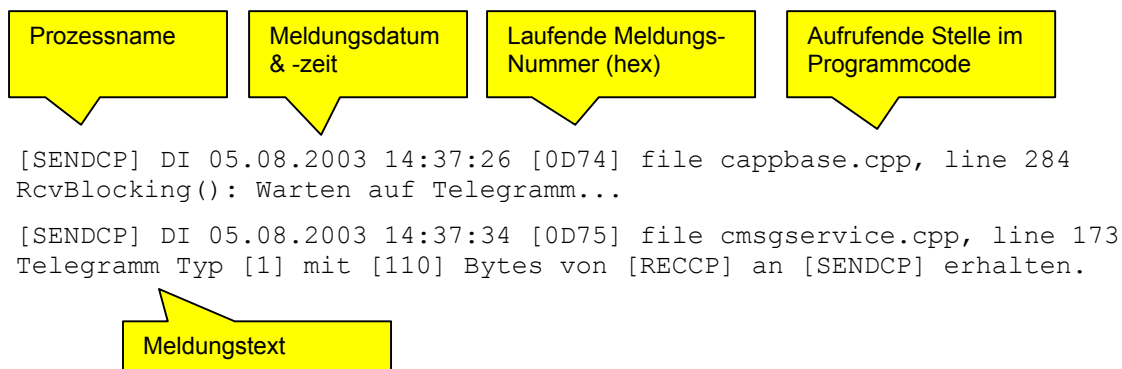 Prozessname
Meldungsdatum
& -zeit
Laufende Meldungs-
Nummer (hex)
Aufrufende Stelle im
Programmcode
[SENDCP] DI 05.08.2003 14:37:26 [0D74] file cappbase.cpp, line 284
RcvBlocking(): Warten auf Telegramm...
[SENDCP] DI 05.08.2003 14:37:34 [0D75] file cmsgservice.cpp, line 173
Telegramm Typ [1] mit [110] Bytes von [RECCP] an [SENDCP] erhalten.
Meldungstext